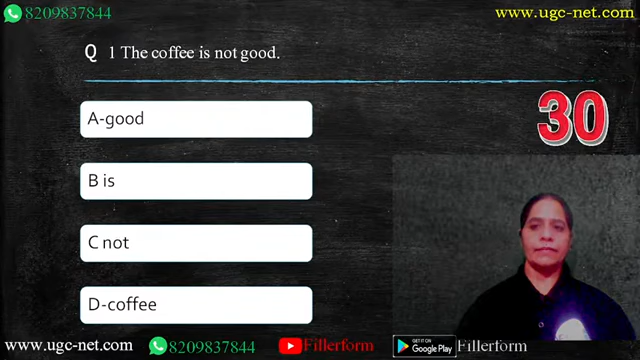 8209837844
www.ugc-net.com
Q 1 The coffee is not good.
30
A-good
B is
C not
D-coffee
www.ugc-net.com
8209837844
Fillerform
GET IT ON
Google Play
Fillerform